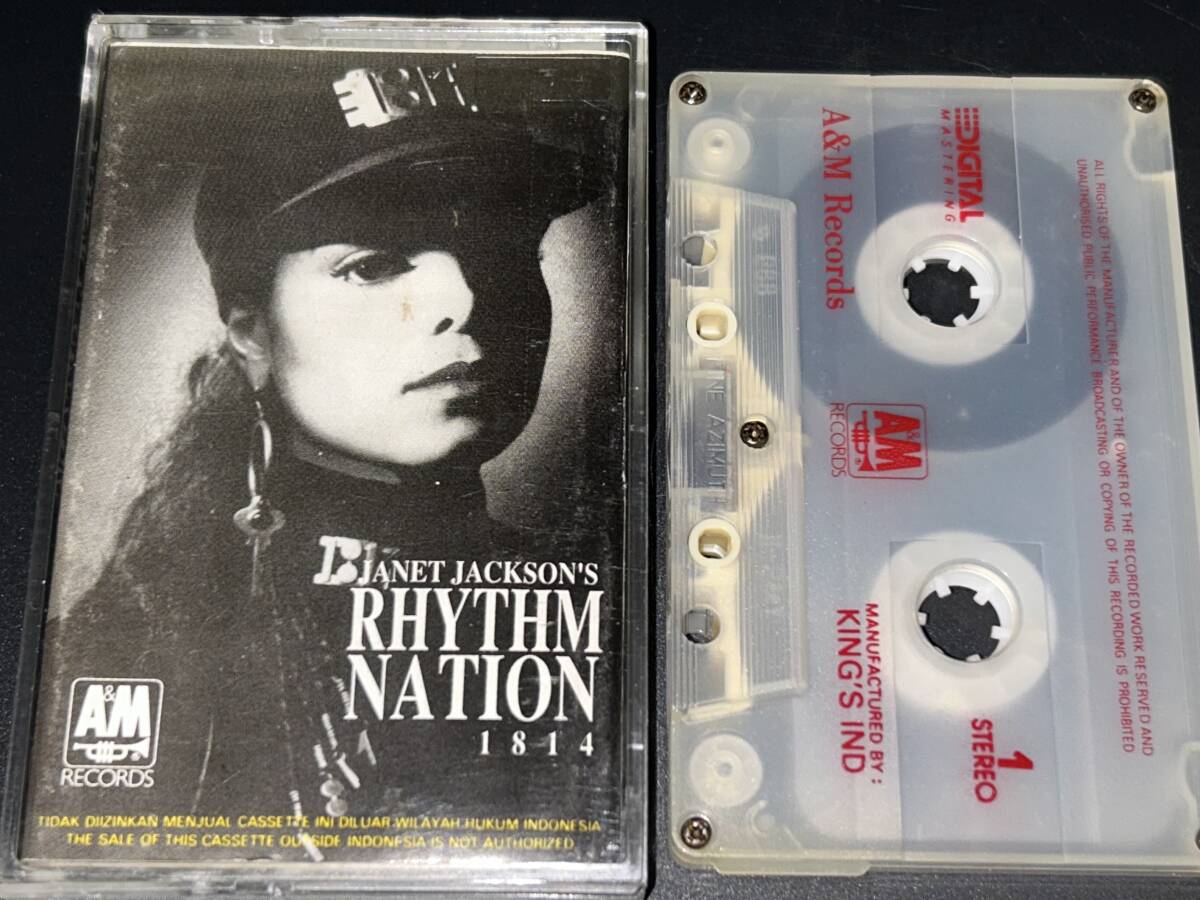 JANET JACKSON'S
RHYTHM
NATION
1814
A&M
RECORDS
TIDAK DIIZINKAN MENJUAL CASSETTE INI DILUAR WILAYAH HUKUM INDONESIA
THE SALE OF THIS CASSETTE OUTSIDE INDONESIA IS NOT AUTHORIZED
ALL RIGHTS OF THE MANUFACTURER AND OF THE OWNER OF THE RECORDED WORK RESERVED AND
UNAUTHORISED PUBLIC PERFORMANCE BROADCASTING OR COPYING OF THIS RECORDING IS PROHIBITED
DIGITAL
MASTERING
1
STEREO
A&M
RECORDS
MANUFACTURED BY :
KING'S IND
A&M Records
FINE AZIMUTH